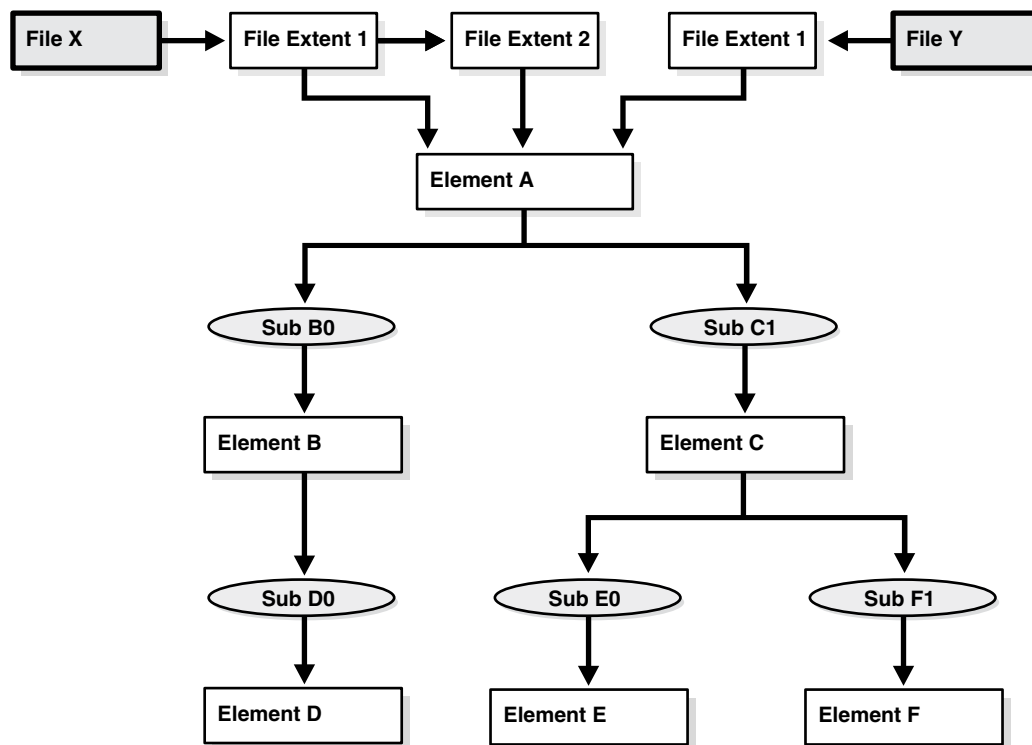 File X
File Extent 1
File Extent 2
File Extent 1
File Y
Element A
Sub B0
Sub C1
Element B
Element C
Sub D0
Sub E0
Sub F1
Element D
Element E
Element F